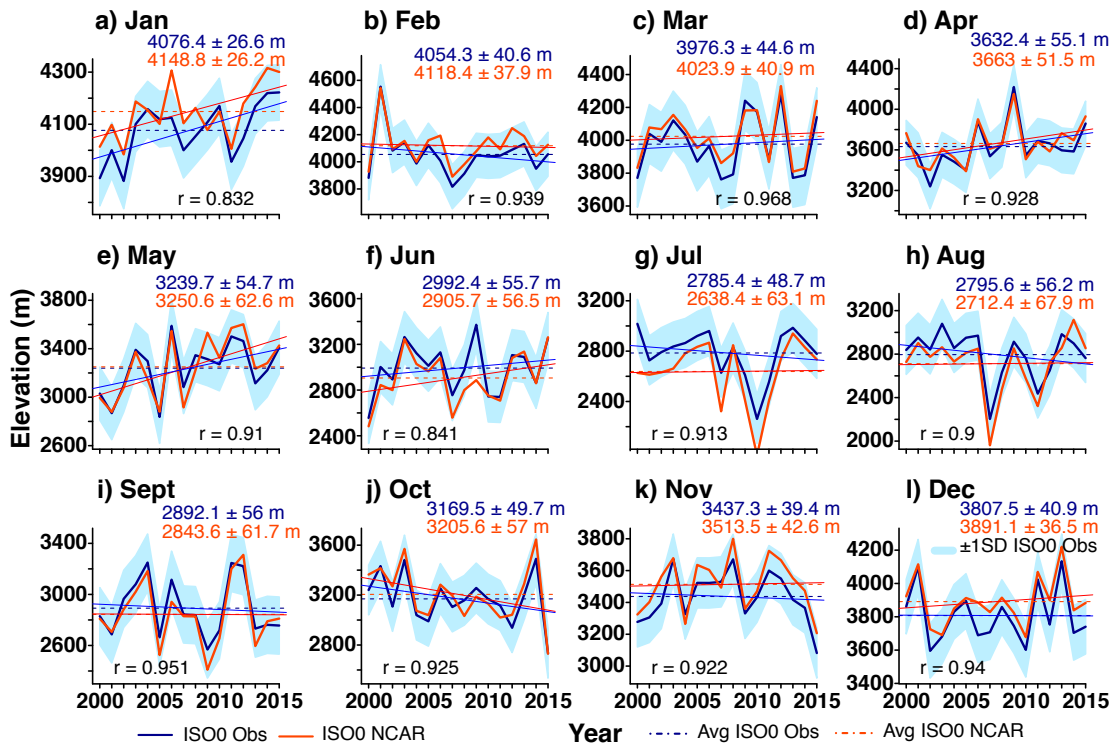 a) Jan
4076.4 ± 26.6 m
4148.8 ± 26.2 m
4300
4100
3900
r = 0.832
b) Feb
4054.3 ± 40.6 m
4118.4 ± 37.9 m
4600
4400
4200
4000
3800
r = 0.939
c) Mar
3976.3 ± 44.6 m
4023.9 ± 40.9 m
4400
4200
4000
3800
3600
r = 0.968
d) Apr
3632.4 ± 55.1 m
3663 ± 51.5 m
4400
4000
3600
3200
r = 0.928
e) May
3239.7 ± 54.7 m
3250.6 ± 62.6 m
3800
3400
3000
2600
r = 0.91
f) Jun
2992.4 ± 55.7 m
2905.7 ± 56.5 m
3600
3200
2800
2400
r = 0.841
g) Jul
2785.4 ± 48.7 m
2638.4 ± 63.1 m
3200
2800
2400
r = 0.913
h) Aug
2795.6 ± 56.2 m
2712.4 ± 67.9 m
3200
2800
2400
2000
r = 0.9
Elevation (m)
i) Sept
2892.1 ± 56 m
2843.6 ± 61.7 m
3400
3000
2600
r = 0.951
2000 2005 2010 2015
j) Oct
3169.5 ± 49.7 m
3205.6 ± 57 m
3600
3200
2800
r = 0.925
2000 2005 2010 2015
k) Nov
3437.3 ± 39.4 m
3513.5 ± 42.6 m
3800
3600
3400
3200
3000
r = 0.922
2000 2005 2010 2015
l) Dec
3807.5 ± 40.9 m
3891.1 ± 36.5 m
±1SD ISO0 Obs
4200
4000
3800
3600
3400
r = 0.94
2000 2005 2010 2015
ISO0 Obs ISO0 NCAR Year Avg ISO0 Obs Avg ISO0 NCAR